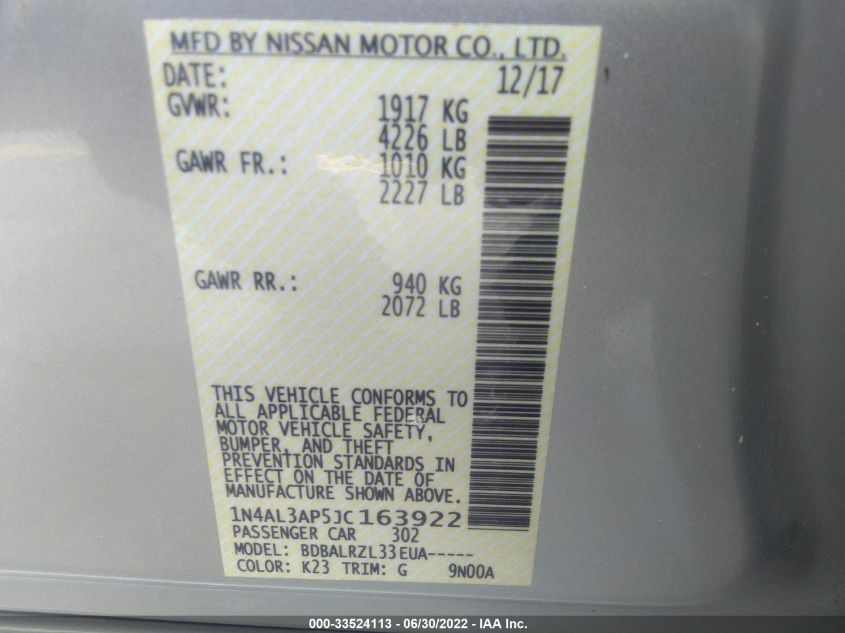 MFD BY NISSAN MOTOR CO., LTD.
DATE: 12/17
GVWR: 1917 KG
4226 LB
GAWR FR.: 1010 KG
2227 LB
GAWR RR.: 940 KG
2072 LB
THIS VEHICLE CONFORMS TO
ALL APPLICABLE FEDERAL
MOTOR VEHICLE SAFETY,
BUMPER, AND THEFT
PREVENTION STANDARDS IN
EFFECT ON THE DATE OF
MANUFACTURE SHOWN ABOVE.
1N4AL3AP5JC163922
PASSENGER CAR 302
MODEL: BDBALRZL33EUA-----
COLOR: K23 TRIM: G 9N00A
000-33524113 - 06/30/2022 - IAA Inc.